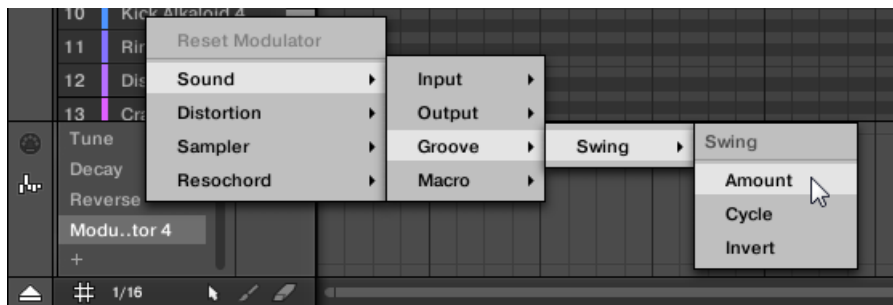 10 Kick Alkaloid 4
11 Rin
12 Dis
13 Cra
Reset Modulator
Sound
Distortion
Sampler
Resochord
Input
Output
Groove
Macro
Swing
Swing
Amount
Cycle
Invert
Tune
Decay
Reverse
Modu..tor 4
+
1/16